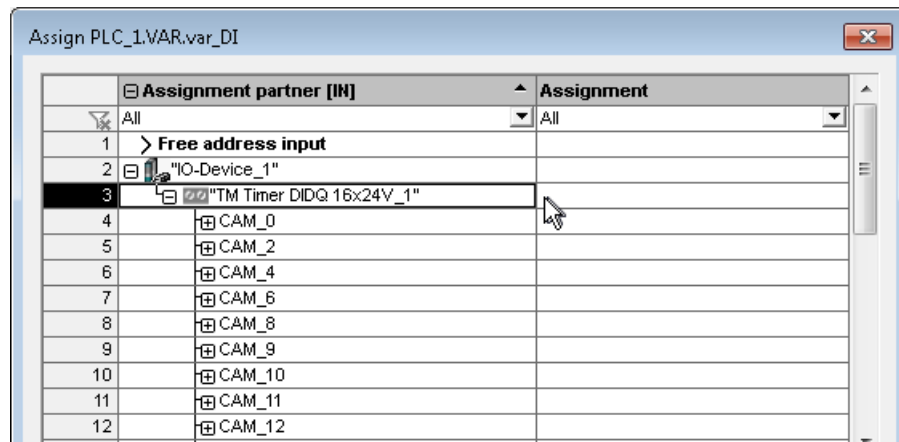 Assign PLC_1.VAR.var_DI
Assignment partner [IN] Assignment
All All
1 Free address input
2 "IO-Device_1"
3 "TM Timer DIDQ 16x24V_1"
4 CAM_0
5 CAM_2
6 CAM_4
7 CAM_6
8 CAM_8
9 CAM_9
10 CAM_10
11 CAM_11
12 CAM_12